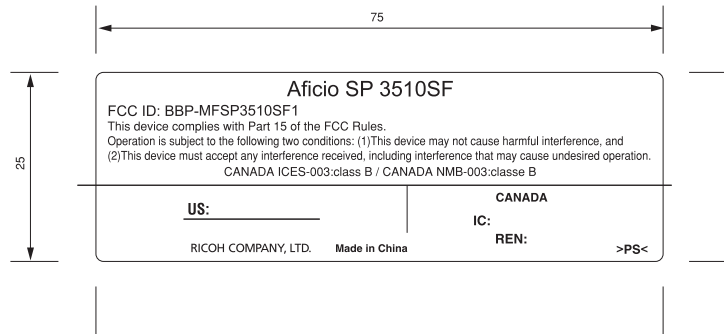 75
25
Aficio SP 3510SF
FCC ID: BBP-MFSP3510SF1
This device complies with Part 15 of the FCC Rules.
Operation is subject to the following two conditions: (1)This device may not cause harmful interference, and
(2)This device must accept any interference received, including interference that may cause undesired operation.
CANADA ICES-003:class B / CANADA NMB-003:classe B
US:
CANADA
IC:
REN:
RICOH COMPANY, LTD. Made in China
>PS<